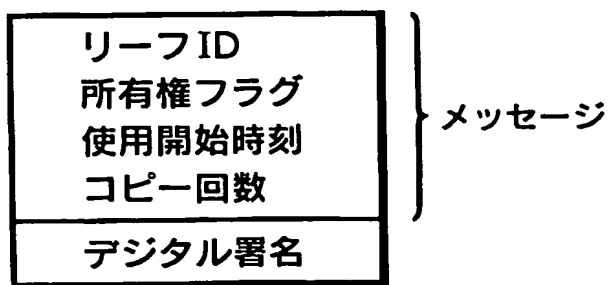 リーフID
所有権フラグ
使用開始時刻
コピー回数
メッセージ
デジタル署名